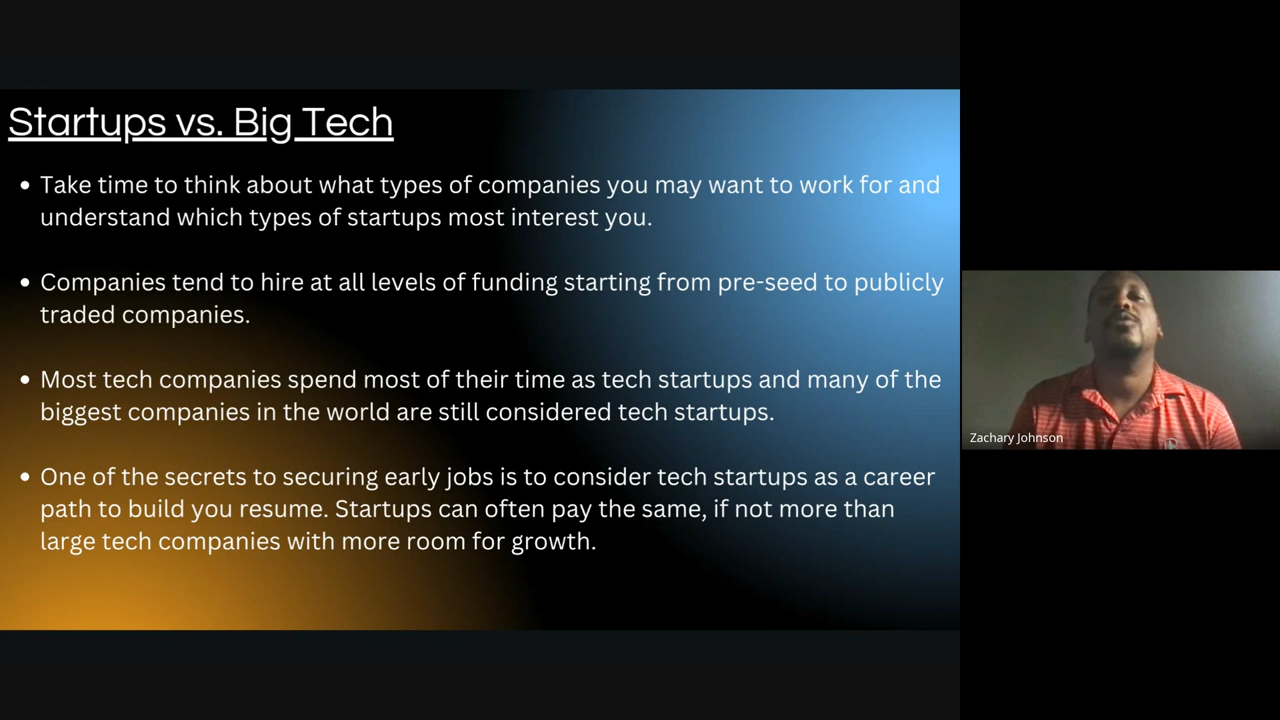 Startups vs. Big Tech
• Take time to think about what types of companies you may want to work for and
understand which types of startups most interest you.
• Companies tend to hire at all levels of funding starting from pre-seed to publicly
traded companies.
• Most tech companies spend most of their time as tech startups and many of the
biggest companies in the world are still considered tech startups.
• One of the secrets to securing early jobs is to consider tech startups as a career
path to build you resume. Startups can often pay the same, if not more than
large tech companies with more room for growth.
Zachary Johnson